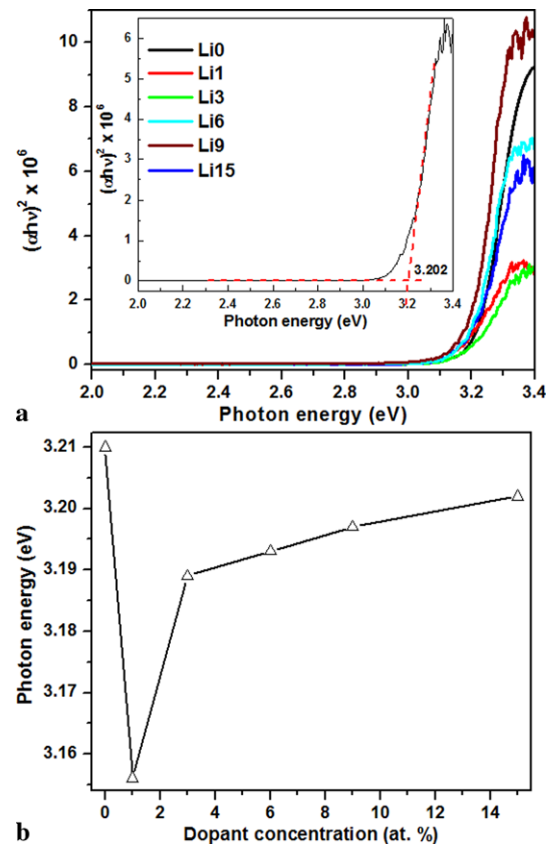 (αhν)² x 10⁶
10
8
6
4
2
0
Li0
Li1
Li3
Li6
Li9
Li15
(αhν)² x 10⁶
6
5
4
3
2
1
0
3.202
2.0 2.2 2.4 2.6 2.8 3.0 3.2 3.4
Photon energy (eV)
2.0 2.2 2.4 2.6 2.8 3.0 3.2 3.4
a Photon energy (eV)
Photon energy (eV)
3.21
3.20
3.19
3.18
3.17
3.16
0 2 4 6 8 10 12 14
b Dopant concentration (at. %)